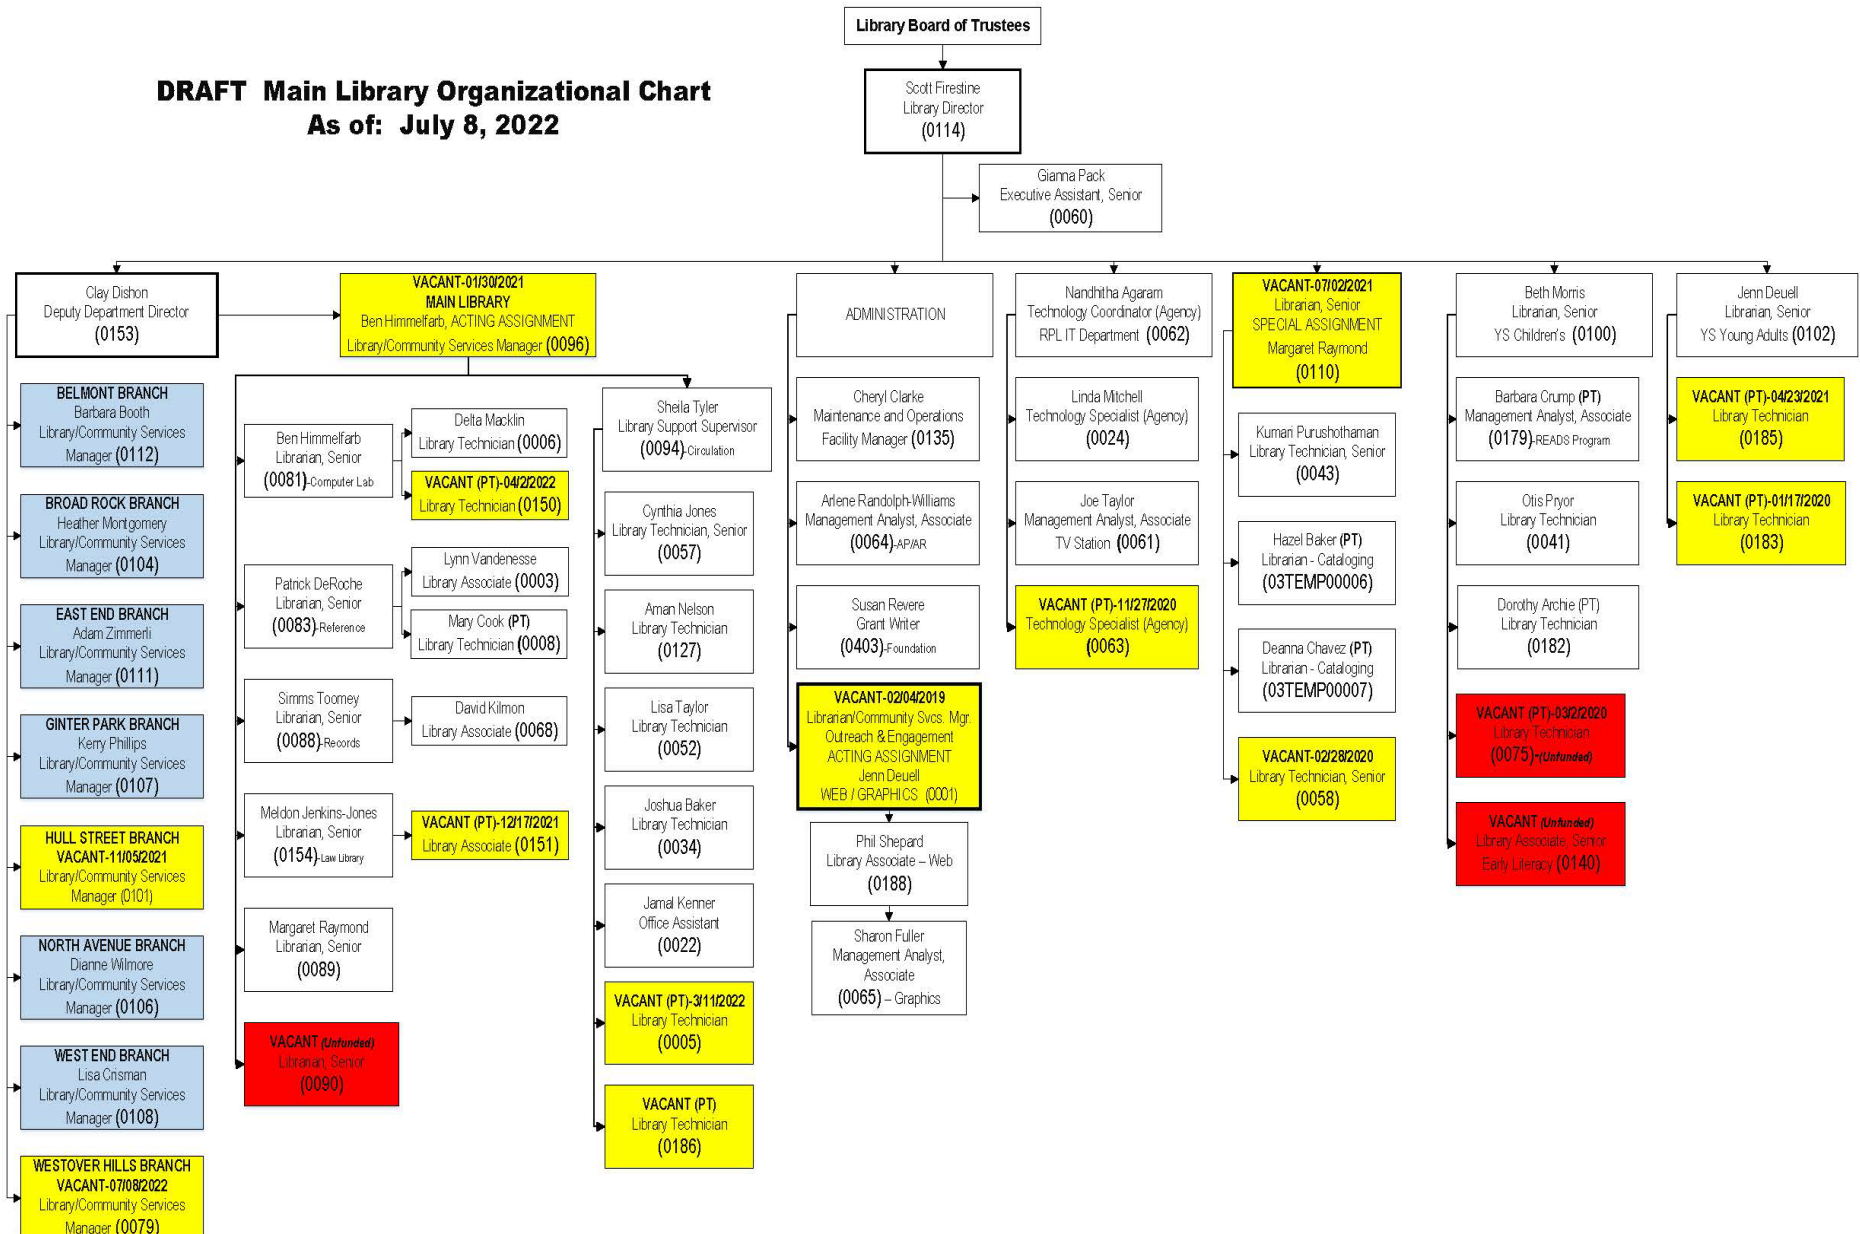 Library Board of Trustees
DRAFT Main Library Organizational Chart
As of: July 8, 2022
Scott Firestine
Library Director
(0114)
Gianna Pack
Executive Assistant, Senior
(0060)
Clay Dishon
Deputy Department Director
(0153)
VACANT-01/30/2021
MAIN LIBRARY
Ben Himmelfarb, ACTING ASSIGNMENT
Library/Community Services Manager (0096)
ADMINISTRATION
Nandhitha Agaram
Technology Coordinator (Agency)
RPL IT Department (0062)
VACANT-07/02/2021
Librarian, Senior
SPECIAL ASSIGNMENT
Margaret Raymond
(0110)
Beth Morris
Librarian, Senior
YS Children's (0100)
Jenn Deuell
Librarian, Senior
YS Young Adults (0102)
BELMONT BRANCH
Barbara Booth
Library/Community Services
Manager (0112)
BROAD ROCK BRANCH
Heather Montgomery
Library/Community Services
Manager (0104)
EAST END BRANCH
Adam Zimmerli
Library/Community Services
Manager (0111)
GINTER PARK BRANCH
Kerry Phillips
Library/Community Services
Manager (0107)
HULL STREET BRANCH
VACANT-11/05/2021
Library/Community Services
Manager (0101)
NORTH AVENUE BRANCH
Dianne Wilmore
Library/Community Services
Manager (0106)
WEST END BRANCH
Lisa Crisman
Library/Community Services
Manager (0108)
WESTOVER HILLS BRANCH
VACANT-07/08/2022
Library/Community Services
Manager (0079)
Ben Himmelfarb
Librarian, Senior
(0081)-Computer Lab
Delta Macklin
Library Technician (0006)
VACANT (PT)-04/2/2022
Library Technician (0150)
Patrick DeRoche
Librarian, Senior
(0083)-Reference
Lynn Vandenesse
Library Associate (0003)
Mary Cook (PT)
Library Technician (0008)
Simms Toomey
Librarian, Senior
(0088)-Records
David Kilmon
Library Associate (0068)
Meldon Jenkins-Jones
Librarian, Senior
(0154)-Law Library
VACANT (PT)-12/17/2021
Library Associate (0151)
Margaret Raymond
Librarian, Senior
(0089)
VACANT (Unfunded)
Librarian, Senior
(0090)
Sheila Tyler
Library Support Supervisor
(0094)-Circulation
Cynthia Jones
Library Technician, Senior
(0057)
Aman Nelson
Library Technician
(0127)
Lisa Taylor
Library Technician
(0052)
Joshua Baker
Library Technician
(0034)
Jamal Kenner
Office Assistant
(0022)
VACANT (PT)-3/11/2022
Library Technician
(0005)
VACANT (PT)
Library Technician
(0186)
Cheryl Clarke
Maintenance and Operations
Facility Manager (0135)
Arlene Randolph-Williams
Management Analyst, Associate
(0064)-AP/AR
Susan Revere
Grant Writer
(0403)-Foundation
VACANT-02/04/2019
Librarian/Community Svcs. Mgr.
Outreach & Engagement
ACTING ASSIGNMENT
Jenn Deuell
WEB / GRAPHICS (0001)
Phil Shepard
Library Associate – Web
(0188)
Sharon Fuller
Management Analyst,
Associate
(0065) – Graphics
Linda Mitchell
Technology Specialist (Agency)
(0024)
Joe Taylor
Management Analyst, Associate
TV Station (0061)
VACANT (PT)-11/27/2020
Technology Specialist (Agency)
(0063)
Kumari Purushothaman
Library Technician, Senior
(0043)
Hazel Baker (PT)
Librarian - Cataloging
(03TEMP00006)
Deanna Chavez (PT)
Librarian - Cataloging
(03TEMP00007)
VACANT-02/28/2020
Library Technician, Senior
(0058)
Barbara Crump (PT)
Management Analyst, Associate
(0179)-READS Program
Otis Pryor
Library Technician
(0041)
Dorothy Archie (PT)
Library Technician
(0182)
VACANT (PT)-03/2/2020
Library Technician
(0075)-(Unfunded)
VACANT (Unfunded)
Library Associate, Senior
Early Literacy (0140)
VACANT (PT)-04/23/2021
Library Technician
(0185)
VACANT (PT)-01/17/2020
Library Technician
(0183)